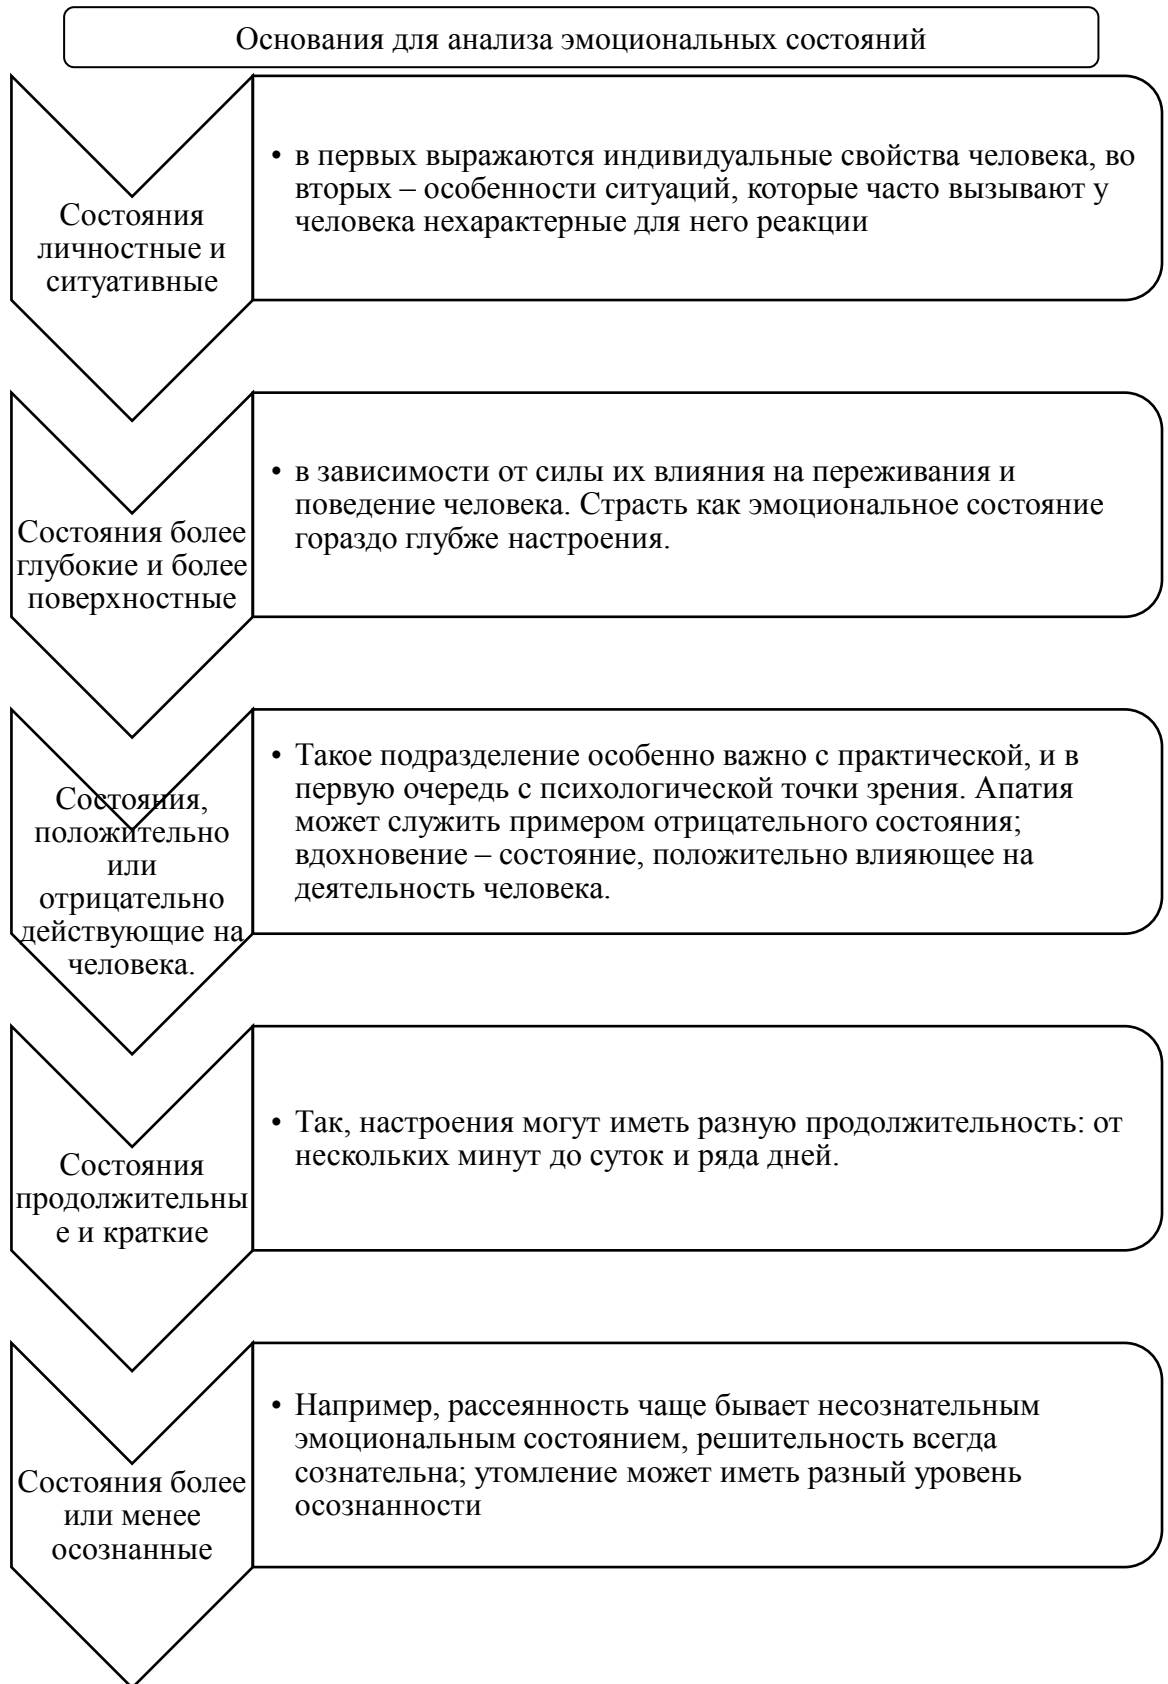 Основания для анализа эмоциональных состояний
Состояния
личностные и
ситуативные
• в первых выражаются индивидуальные свойства человека, во
вторых – особенности ситуаций, которые часто вызывают у
человека нехарактерные для него реакции
Состояния более
глубокие и более
поверхностные
• в зависимости от силы их влияния на переживания и
поведение человека. Страсть как эмоциональное состояние
гораздо глубже настроения.
Состояния,
положительно
или
отрицательно
действующие на
человека.
• Такое подразделение особенно важно с практической, и в
первую очередь с психологической точки зрения. Апатия
может служить примером отрицательного состояния;
вдохновение – состояние, положительно влияющее на
деятельность человека.
Состояния
продолжительны
е и краткие
• Так, настроения могут иметь разную продолжительность: от
нескольких минут до суток и ряда дней.
Состояния более
или менее
осознанные
• Например, рассеянность чаще бывает несознательным
эмоциональным состоянием, решительность всегда
сознательна; утомление может иметь разный уровень
осознанности